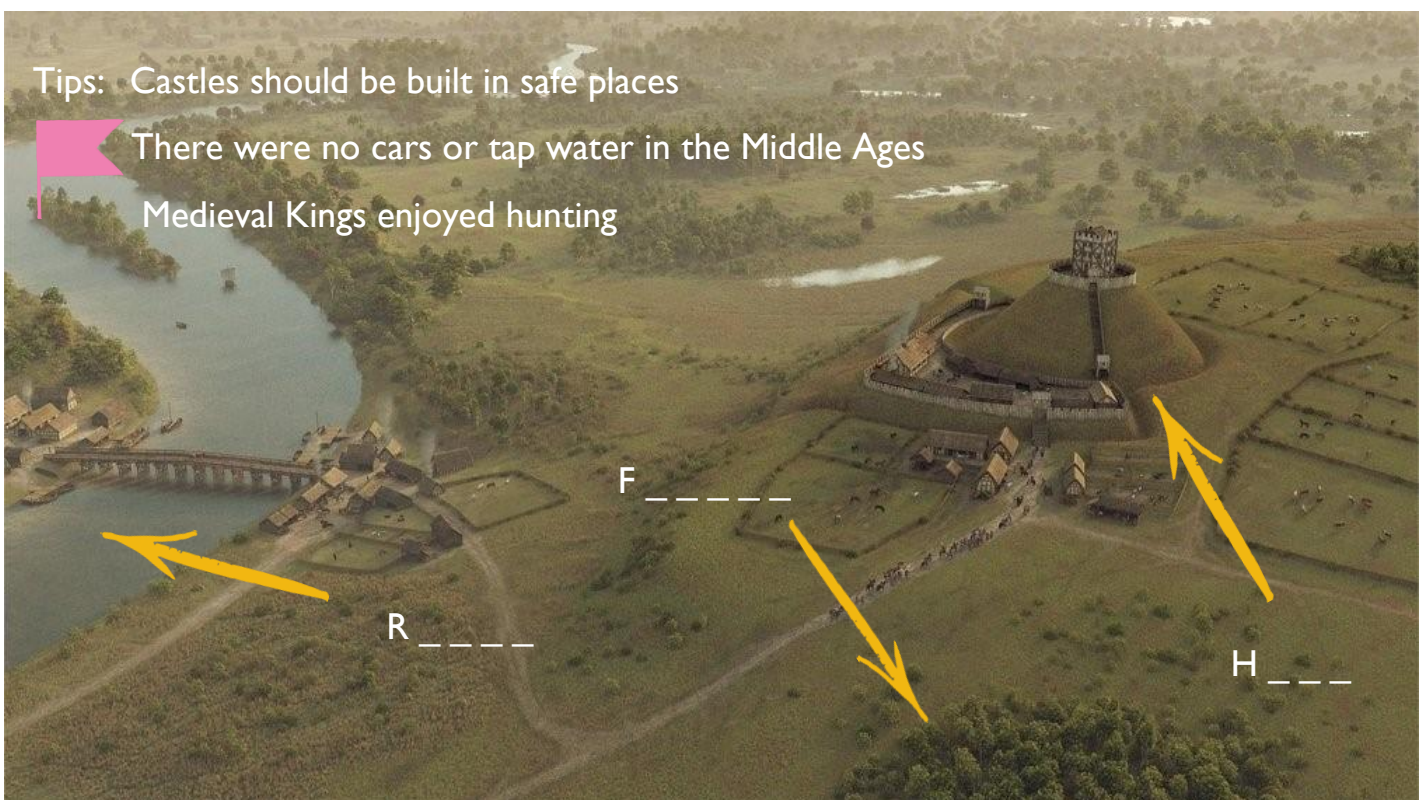 Tips: Castles should be built in safe places
There were no cars or tap water in the Middle Ages
Medieval Kings enjoyed hunting
F _ _ _ _ _
R _ _ _ _
H _ _ _